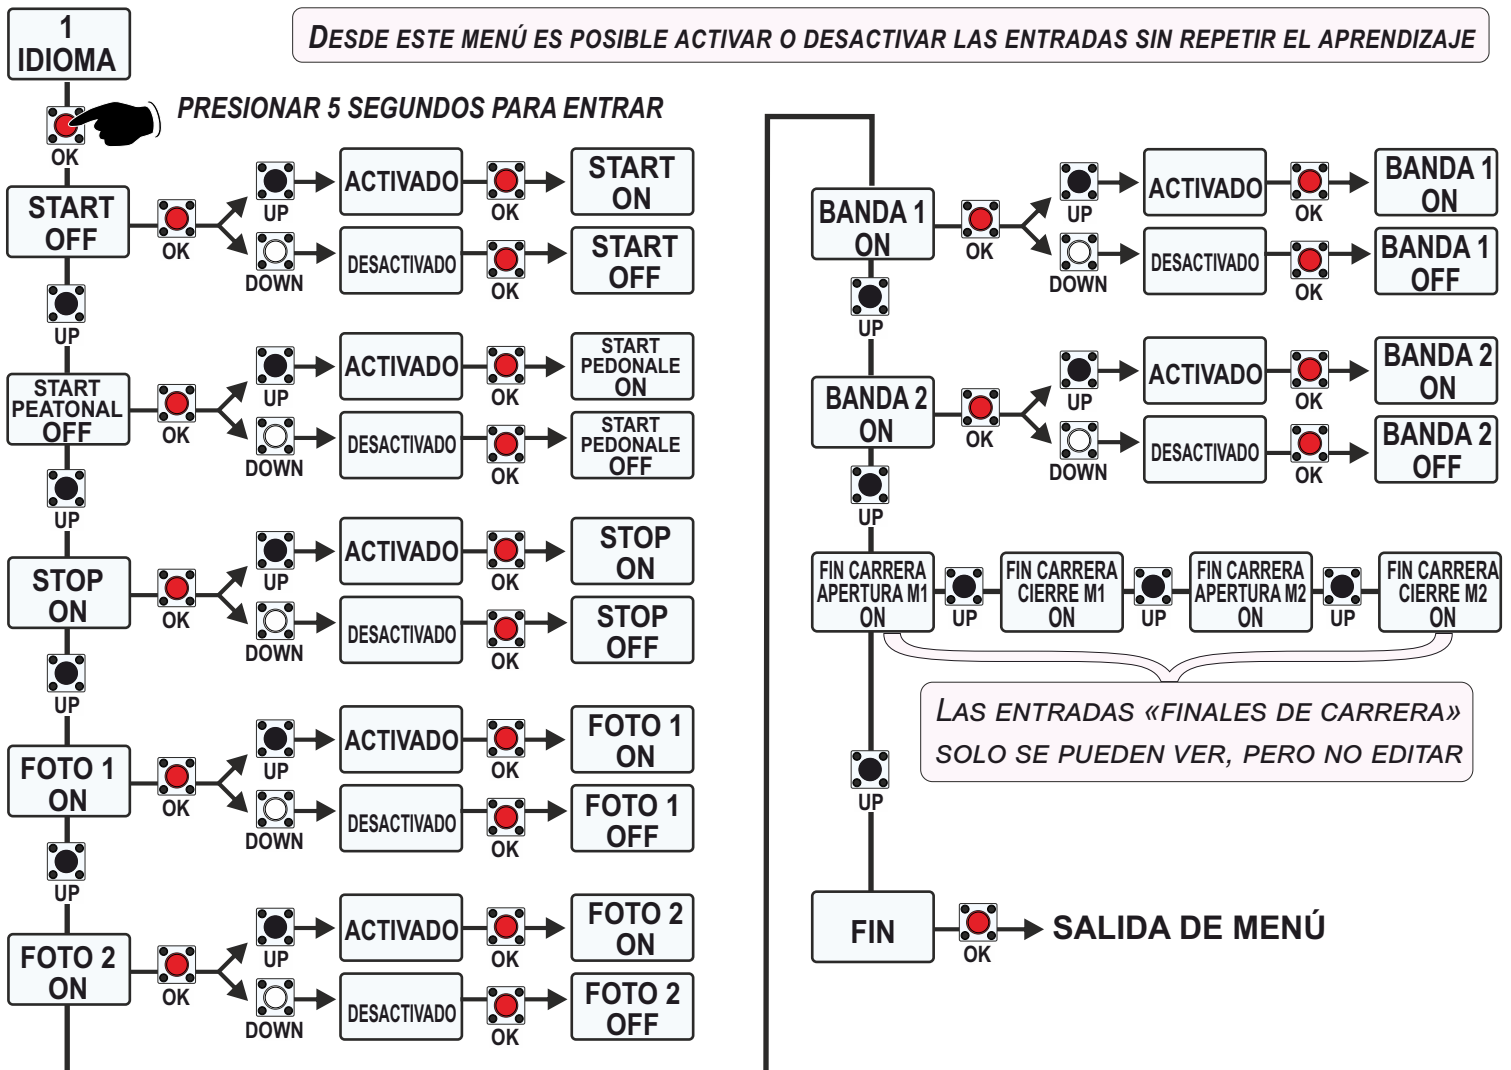 1
IDIOMA
DESDE ESTE MENÚ ES POSIBLE ACTIVAR O DESACTIVAR LAS ENTRADAS SIN REPETIR EL APRENDIZAJE
PRESIONAR 5 SEGUNDOS PARA ENTRAR
OK
START
OFF
OK
UP
ACTIVADO
OK
START
ON
DOWN
DESACTIVADO
OK
START
OFF
UP
START
PEATONAL
OFF
OK
UP
ACTIVADO
OK
START
PEDONALE
ON
DOWN
DESACTIVADO
OK
START
PEDONALE
OFF
UP
STOP
ON
OK
UP
ACTIVADO
OK
STOP
ON
DOWN
DESACTIVADO
OK
STOP
OFF
UP
FOTO 1
ON
OK
UP
ACTIVADO
OK
FOTO 1
ON
DOWN
DESACTIVADO
OK
FOTO 1
OFF
UP
FOTO 2
ON
OK
UP
ACTIVADO
OK
FOTO 2
ON
DOWN
DESACTIVADO
OK
FOTO 2
OFF
BANDA 1
ON
OK
UP
ACTIVADO
OK
BANDA 1
ON
DOWN
DESACTIVADO
OK
BANDA 1
OFF
UP
BANDA 2
ON
OK
UP
ACTIVADO
OK
BANDA 2
ON
DOWN
DESACTIVADO
OK
BANDA 2
OFF
UP
FIN CARRERA
APERTURA M1
ON
UP
FIN CARRERA
CIERRE M1
ON
UP
FIN CARRERA
APERTURA M2
ON
UP
FIN CARRERA
CIERRE M2
ON
LAS ENTRADAS «FINALES DE CARRERA»
SOLO SE PUEDEN VER, PERO NO EDITAR
UP
FIN
OK
SALIDA DE MENÚ